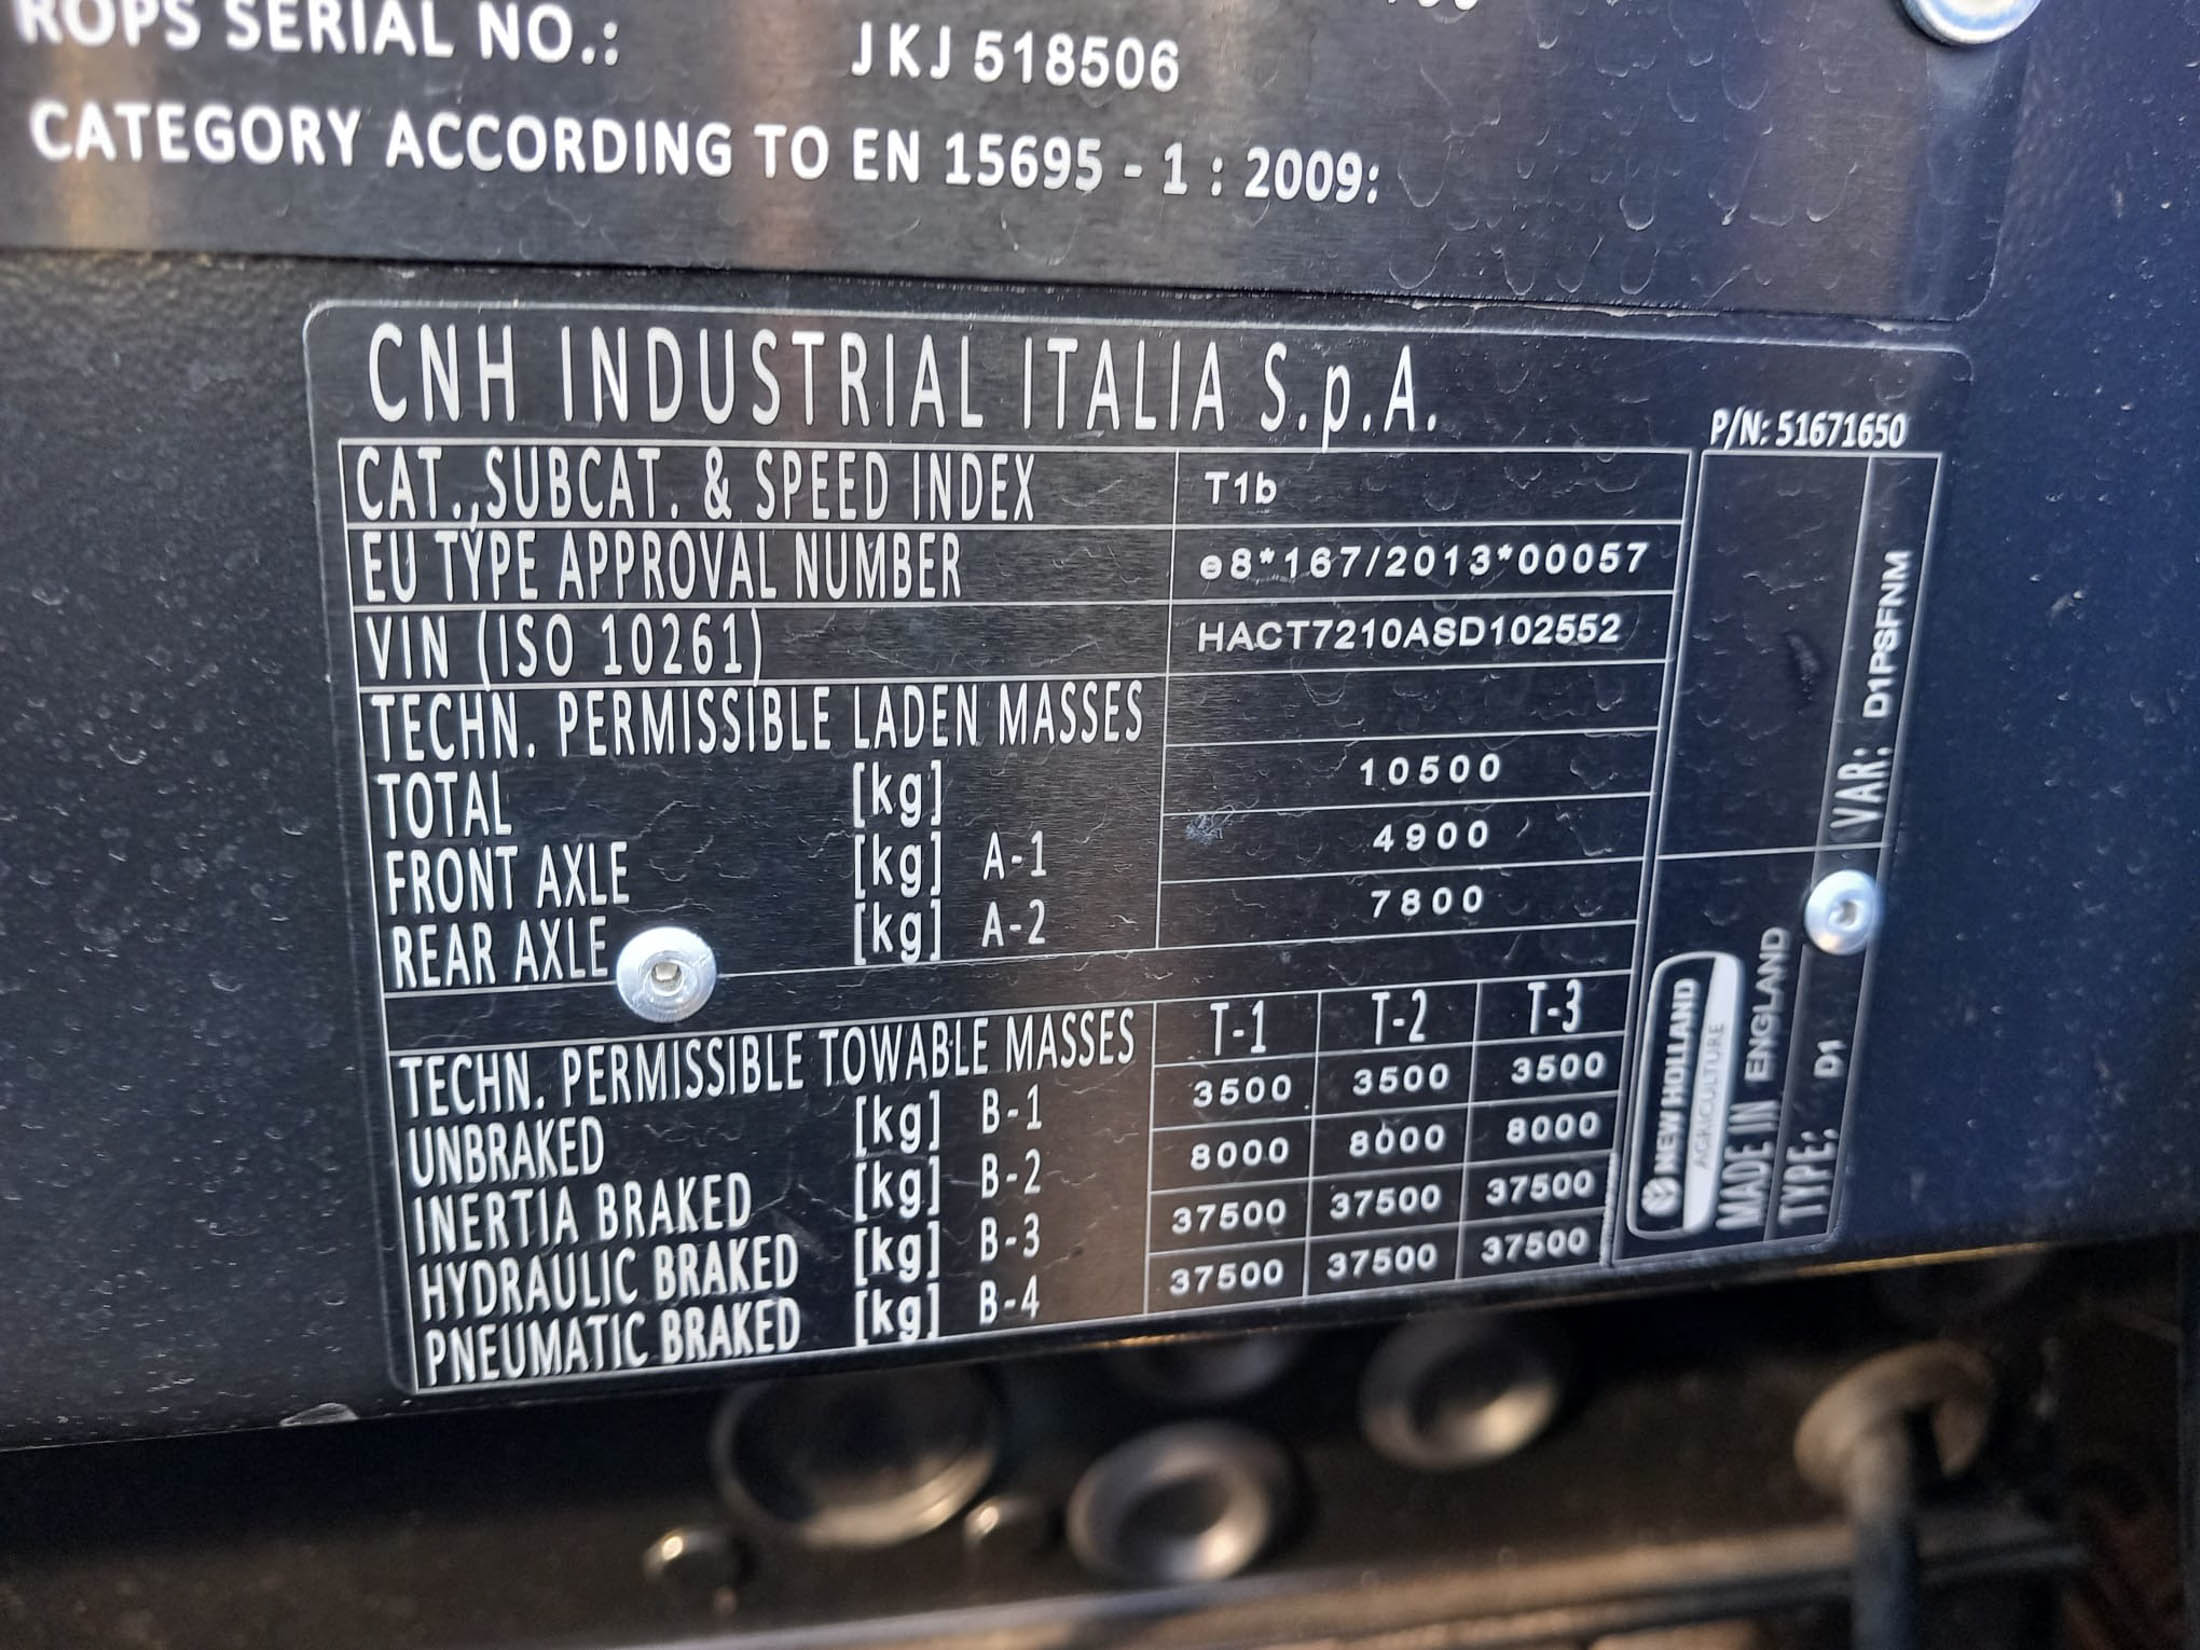 ROPS SERIAL NO.: JKJ 518506
CATEGORY ACCORDING TO EN 15695 - 1 : 2009:
CNH INDUSTRIAL ITALIA S.p.A.
P/N: 51671650
CAT.,SUBCAT. & SPEED INDEX T1b
EU TYPE APPROVAL NUMBER e8*167/2013*00057
VIN (ISO 10261) HACT7210ASD102552
TECHN. PERMISSIBLE LADEN MASSES
TOTAL [kg] 10500
FRONT AXLE [kg] A-1 4900
REAR AXLE [kg] A-2 7800
TECHN. PERMISSIBLE TOWABLE MASSES T-1 T-2 T-3
UNBRAKED [kg] B-1 3500 3500 3500
INERTIA BRAKED [kg] B-2 8000 8000 8000
HYDRAULIC BRAKED [kg] B-3 37500 37500 37500
PNEUMATIC BRAKED [kg] B-4 37500 37500 37500
NEW HOLLAND
AGRICULTURE
MADE IN ENGLAND
TYPE: D1
VAR: D1PSFNM